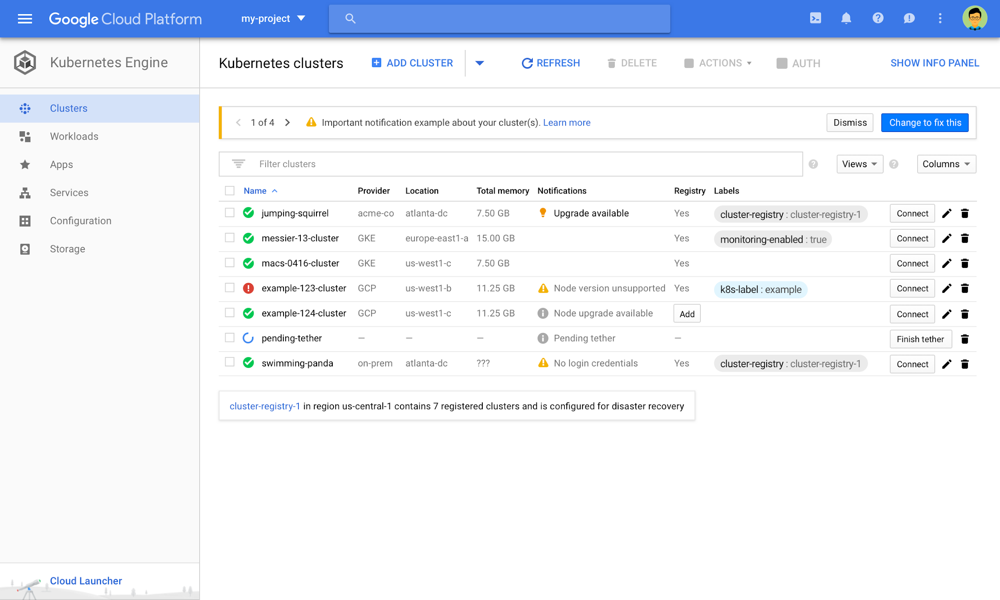 Google Cloud Platform my-project
Kubernetes Engine
Kubernetes clusters ADD CLUSTER REFRESH DELETE ACTIONS AUTH SHOW INFO PANEL
Clusters
Workloads
Apps
Services
Configuration
Storage
1 of 4 Important notification example about your cluster(s). Learn more Dismiss Change to fix this
Filter clusters Views Columns
Name Provider Location Total memory Notifications Registry Labels
jumping-squirrel acme-co atlanta-dc 7.50 GB Upgrade available Yes cluster-registry : cluster-registry-1 Connect
messier-13-cluster GKE europe-east1-a 15.00 GB Yes monitoring-enabled : true Connect
macs-0416-cluster GKE us-west1-c 7.50 GB Yes Connect
example-123-cluster GCP us-west1-b 11.25 GB Node version unsupported Yes k8s-label : example Connect
example-124-cluster GCP us-west1-c 11.25 GB Node upgrade available Add Connect
pending-tether — — — Pending tether — Finish tether
swimming-panda on-prem atlanta-dc ??? No login credentials Yes cluster-registry : cluster-registry-1 Connect
cluster-registry-1 in region us-central-1 contains 7 registered clusters and is configured for disaster recovery
Cloud Launcher